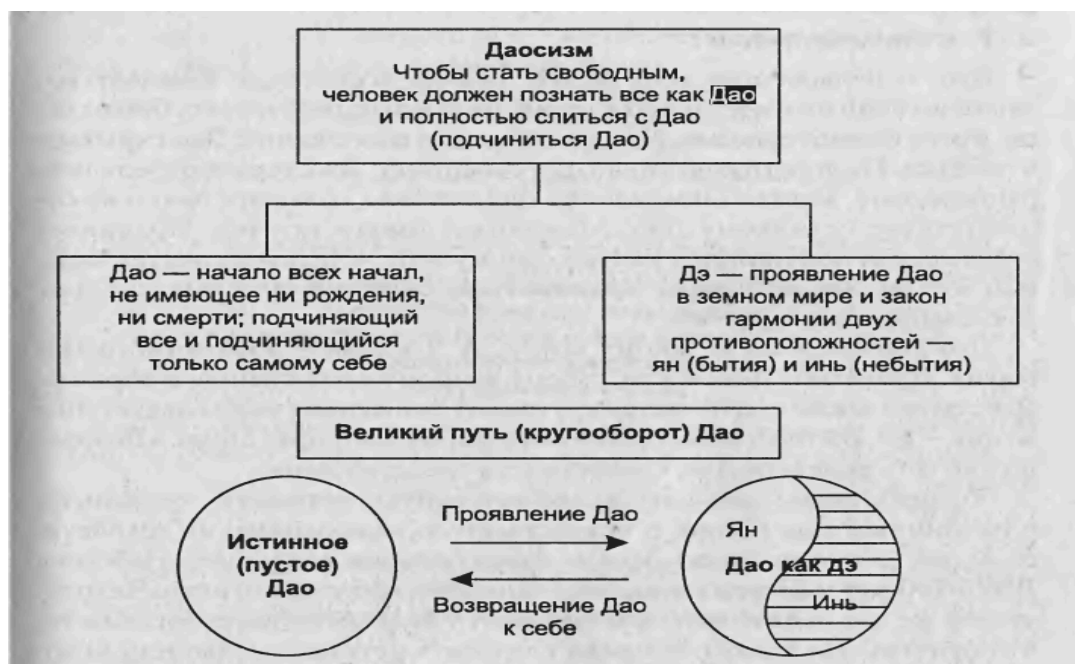 Даосизм
Чтобы стать свободным,
человек должен познать все как Дао
и полностью слиться с Дао
(подчиниться Дао)
Дао — начало всех начал,
не имеющее ни рождения,
ни смерти; подчиняющий
все и подчиняющийся
только самому себе
Дэ — проявление Дао
в земном мире и закон
гармонии двух
противоположностей —
ян (бытия) и инь (небытия)
Великий путь (кругооборот) Дао
Истинное
(пустое)
Дао
Проявление Дао
Возвращение Дао
к себе
Ян
Дао как дэ
Инь